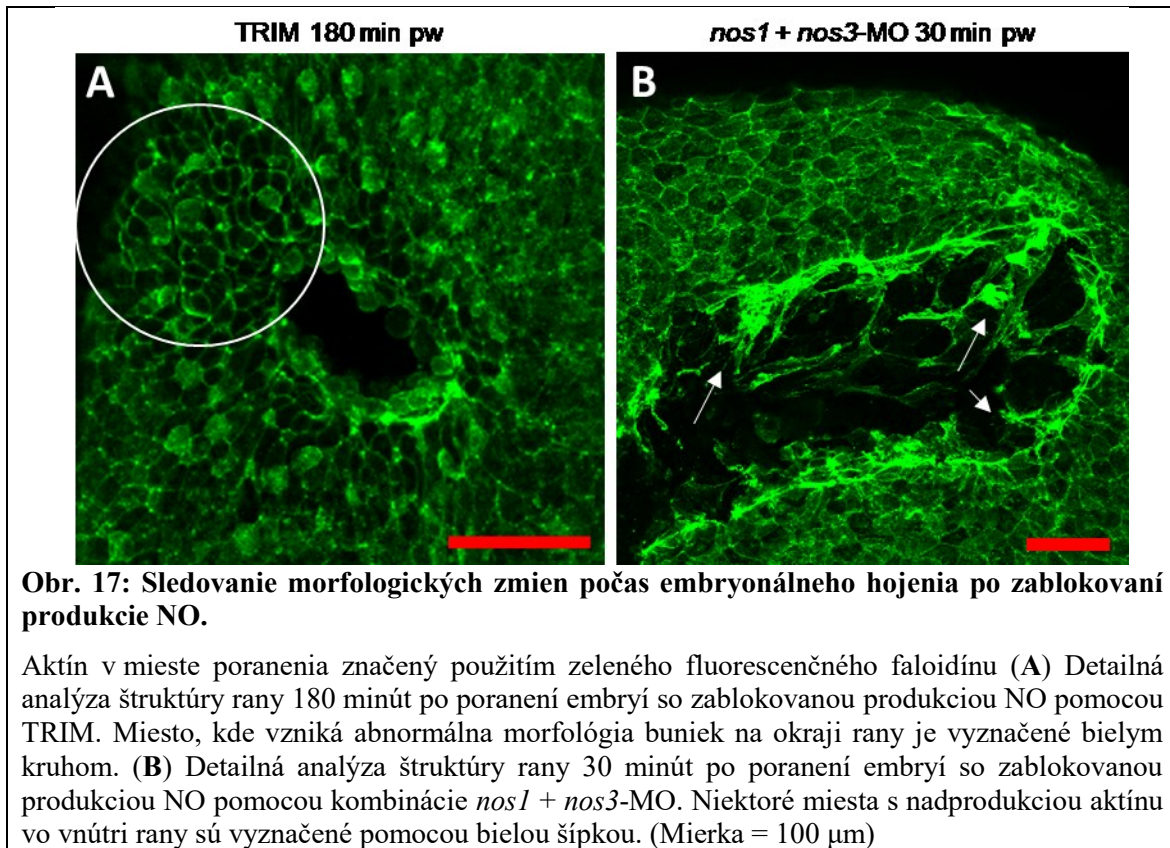 TRIM 180 min pw
nos1 + nos3-MO 30 min pw
A
B
Obr. 17: Sledovanie morfologických zmien počas embryonálneho hojenia po zablokovaní
produkcie NO.
Aktín v mieste poranenia značený použitím zeleného fluorescenčného faloidínu (A) Detailná
analýza štruktúry rany 180 minút po poranení embryí so zablokovanou produkciou NO pomocou
TRIM. Miesto, kde vzniká abnormálna morfológia buniek na okraji rany je vyznačené bielym
kruhom. (B) Detailná analýza štruktúry rany 30 minút po poranení embryí so zablokovanou
produkciou NO pomocou kombinácie nos1 + nos3-MO. Niektoré miesta s nadprodukciou aktínu
vo vnútri rany sú vyznačené pomocou bielou šípkou. (Mierka = 100 μm)